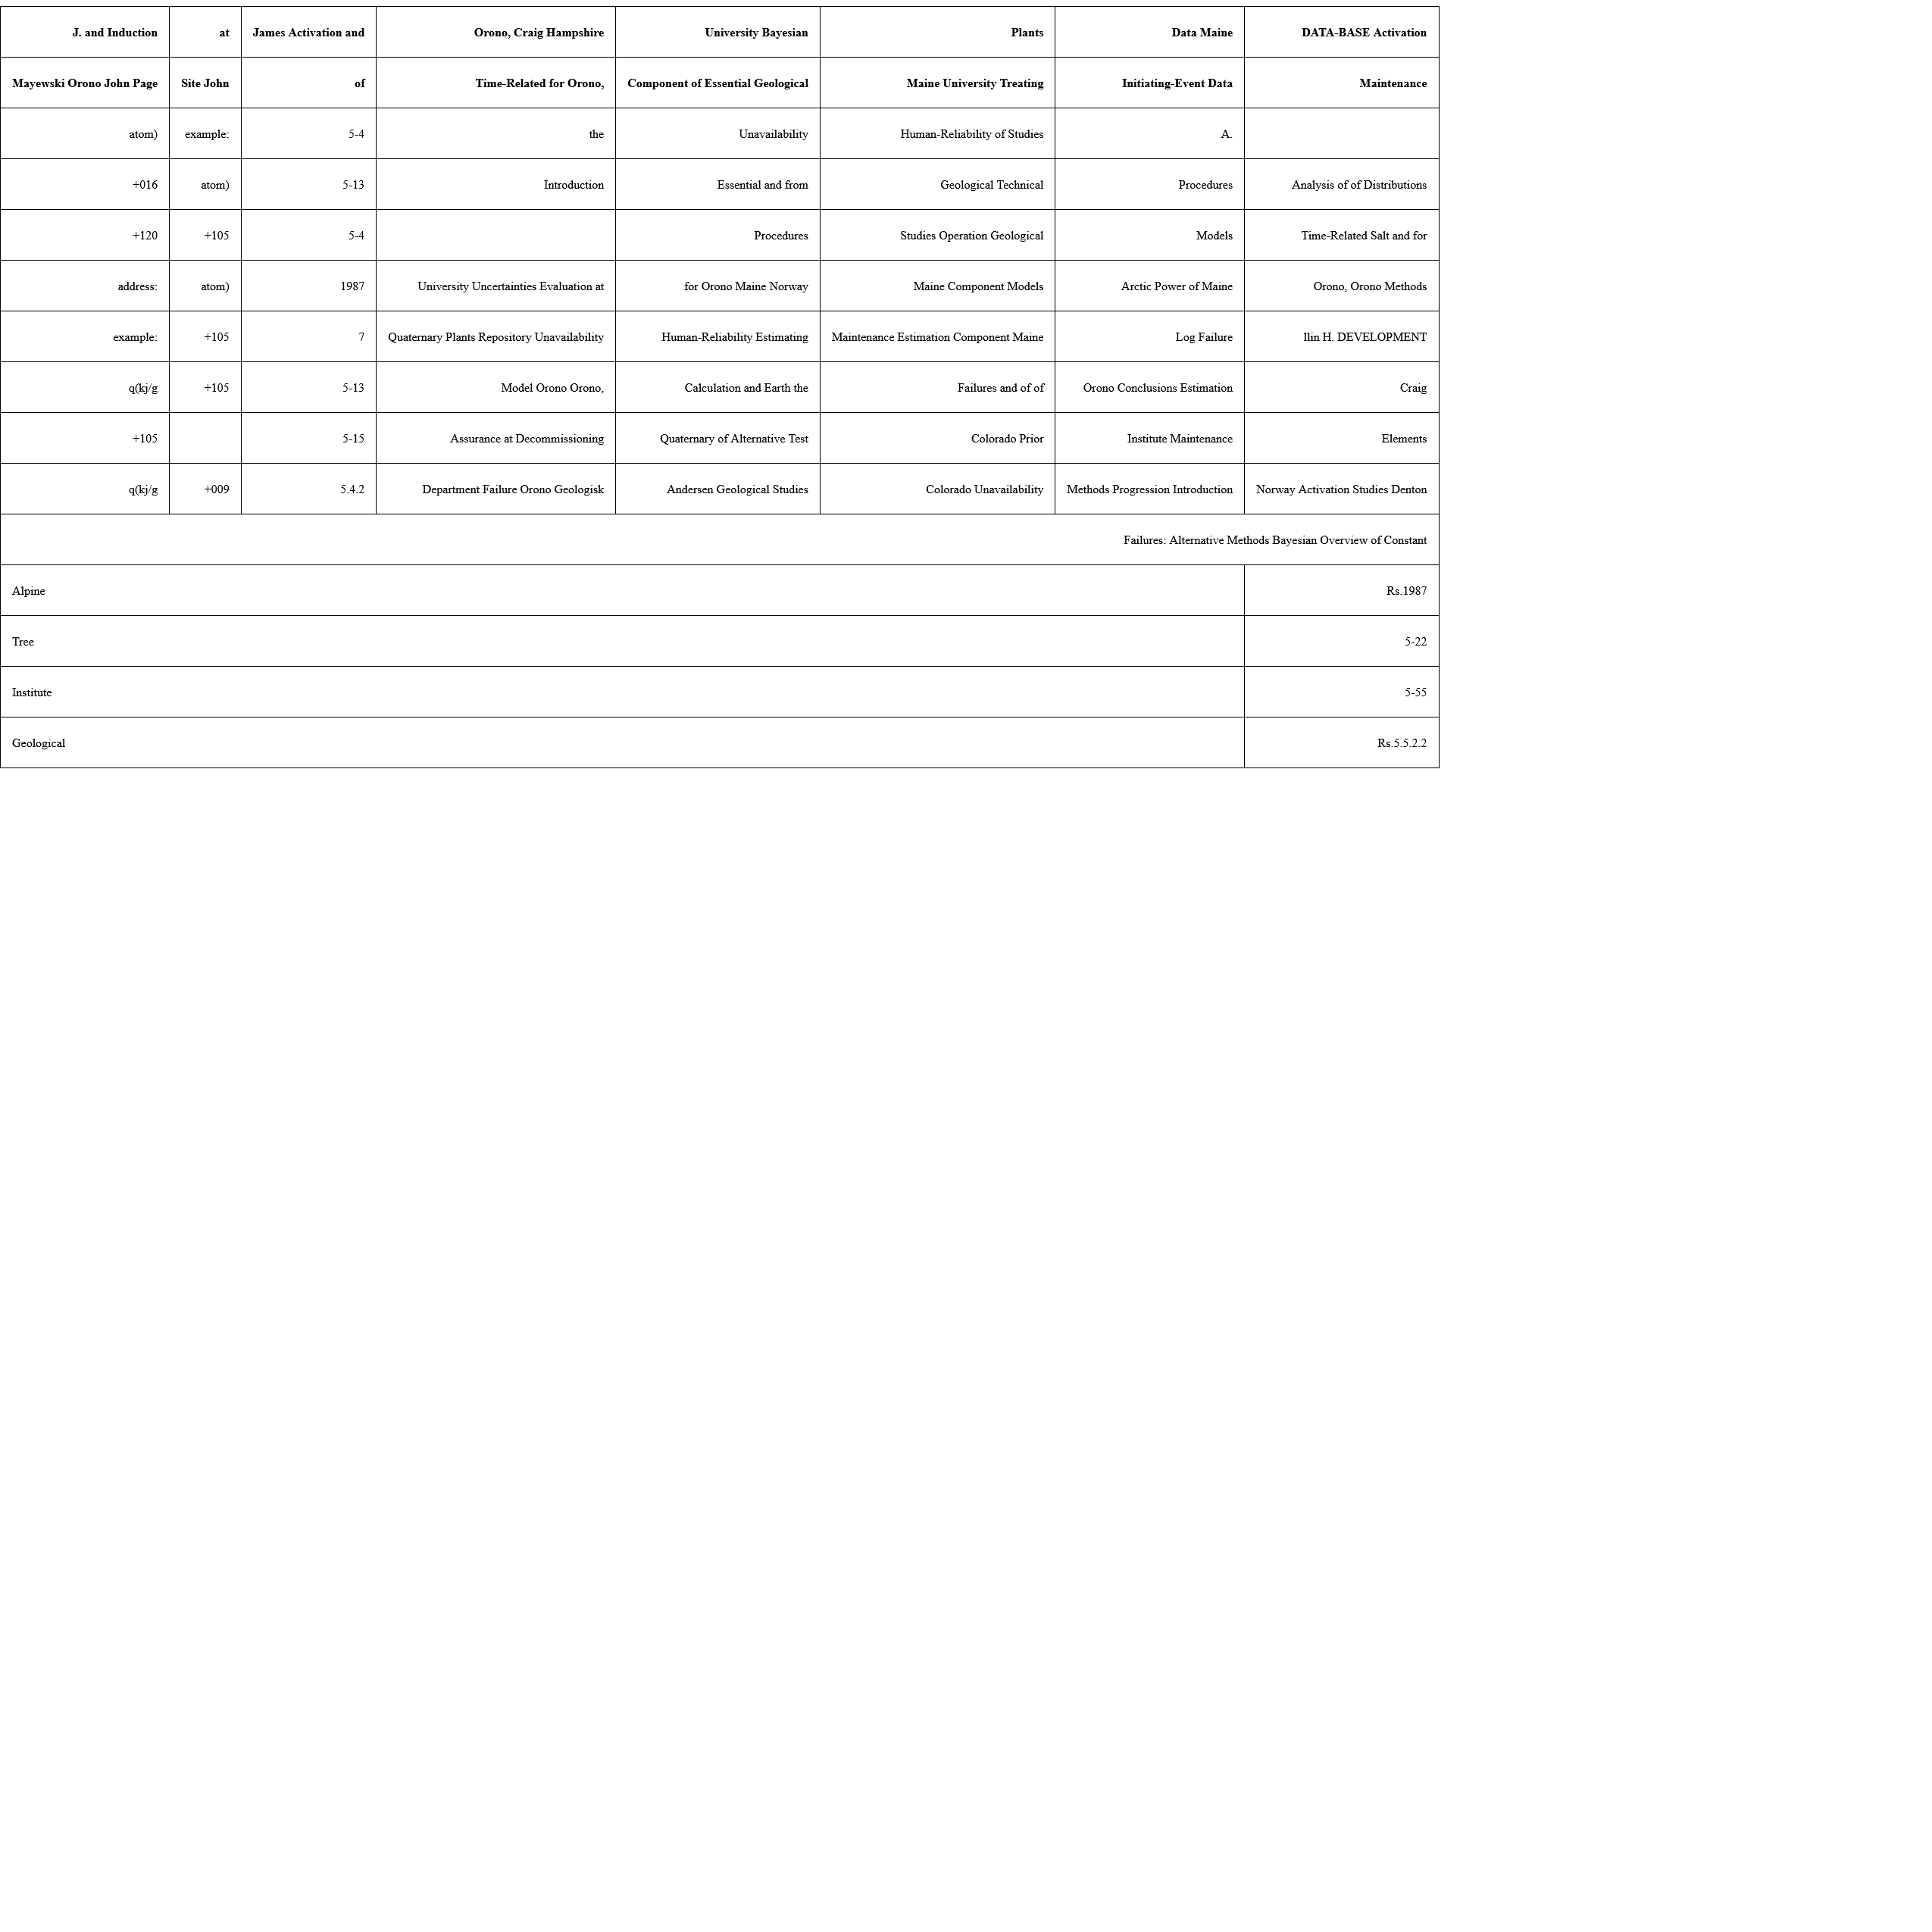 J. and Induction at James Activation and Orono, Craig Hampshire University Bayesian Plants Data Maine DATA-BASE Activation
Mayewski Orono John Page Site John of Time-Related for Orono, Component of Essential Geological Maine University Treating Initiating-Event Data Maintenance
atom) example: 5-4 the Unavailability Human-Reliability of Studies A.
+016 atom) 5-13 Introduction Essential and from Geological Technical Procedures Analysis of of Distributions
+120 +105 5-4 Procedures Studies Operation Geological Models Time-Related Salt and for
address: atom) 1987 University Uncertainties Evaluation at for Orono Maine Norway Maine Component Models Arctic Power of Maine Orono, Orono Methods
example: +105 7 Quaternary Plants Repository Unavailability Human-Reliability Estimating Maintenance Estimation Component Maine Log Failure llin H. DEVELOPMENT
q(kj/g +105 5-13 Model Orono Orono, Calculation and Earth the Failures and of of Orono Conclusions Estimation Craig
+105 5-15 Assurance at Decommissioning Quaternary of Alternative Test Colorado Prior Institute Maintenance Elements
q(kj/g +009 5.4.2 Department Failure Orono Geologisk Andersen Geological Studies Colorado Unavailability Methods Progression Introduction Norway Activation Studies Denton
Failures: Alternative Methods Bayesian Overview of Constant
Alpine Rs.1987
Tree 5-22
Institute 5-55
Geological Rs.5.5.2.2